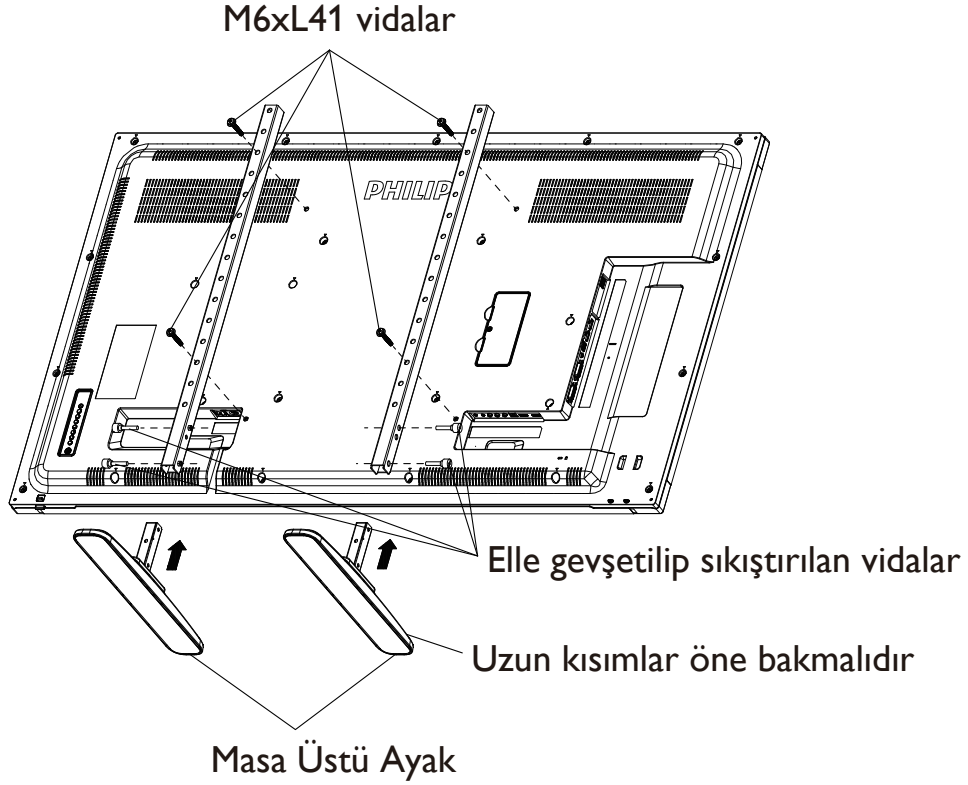 M6xL41 vidalar
PHILIP
Elle gevşetilip sıkıştırılan vidalar
Uzun kısımlar öne bakmalıdır
Masa Üstü Ayak